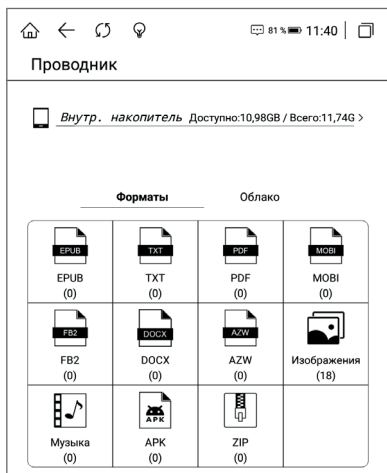 81 % 11:40
Проводник
Внутр. накопитель Доступно:10,98GB / Всего:11,74G >
Форматы Облако
EPUB TXT PDF MOBI
EPUB TXT PDF MOBI
(0) (0) (0) (0)
FB2 DOCX AZW
FB2 DOCX AZW Изображения
(0) (0) (0) (18)
APK
Музыка APK ZIP
(0) (0) (0)